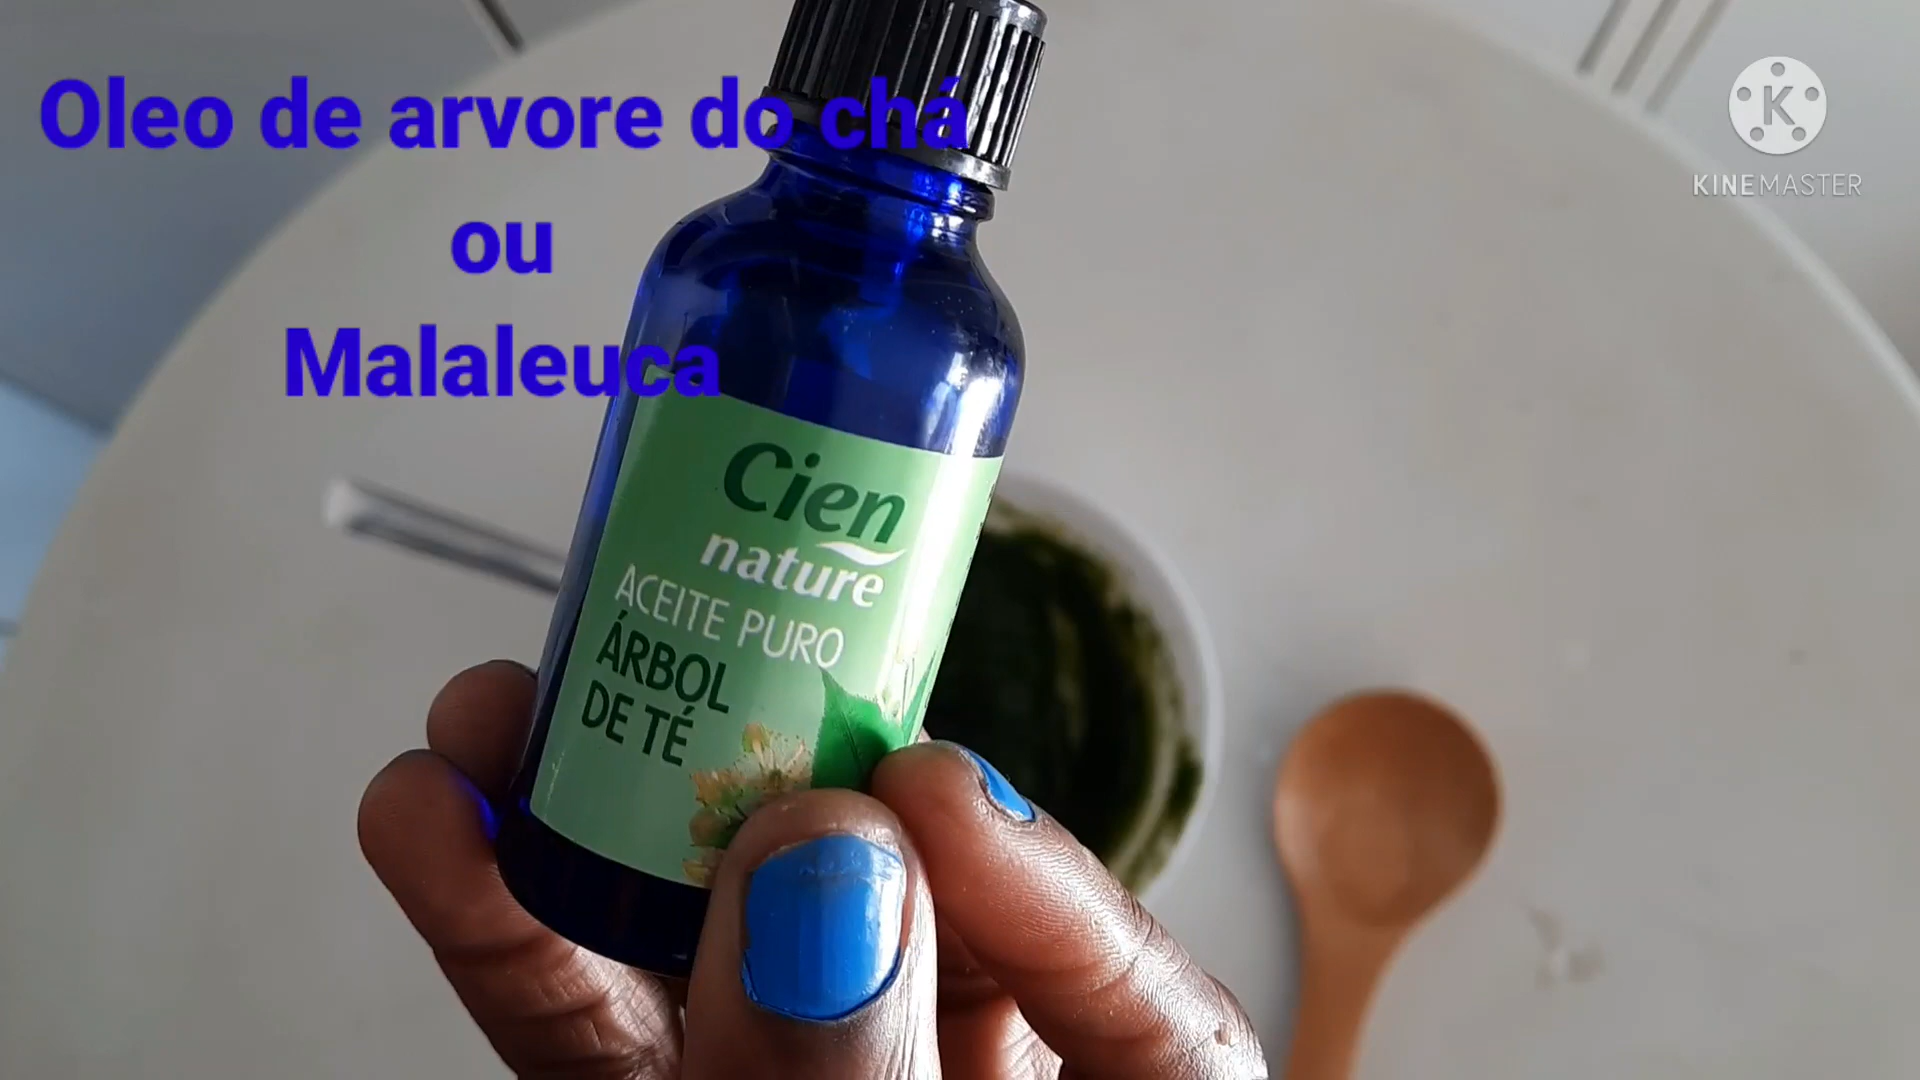 Oleo de arvore do chá
ou
Malaleuca
K
KINEMASTER
Cien
nature
ACEITE PURO
ÁRBOL
DE TÉ